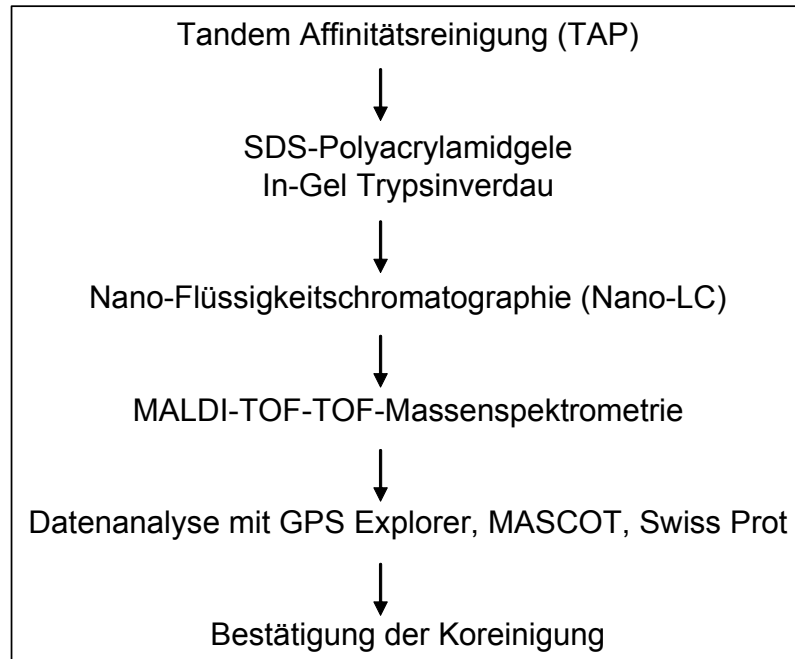 Tandem Affinitätsreinigung (TAP)
SDS-Polyacrylamidgele
In-Gel Trypsinverdau
Nano-Flüssigkeitschromatographie (Nano-LC)
MALDI-TOF-TOF-Massenspektrometrie
Datenanalyse mit GPS Explorer, MASCOT, Swiss Prot
Bestätigung der Koreinigung